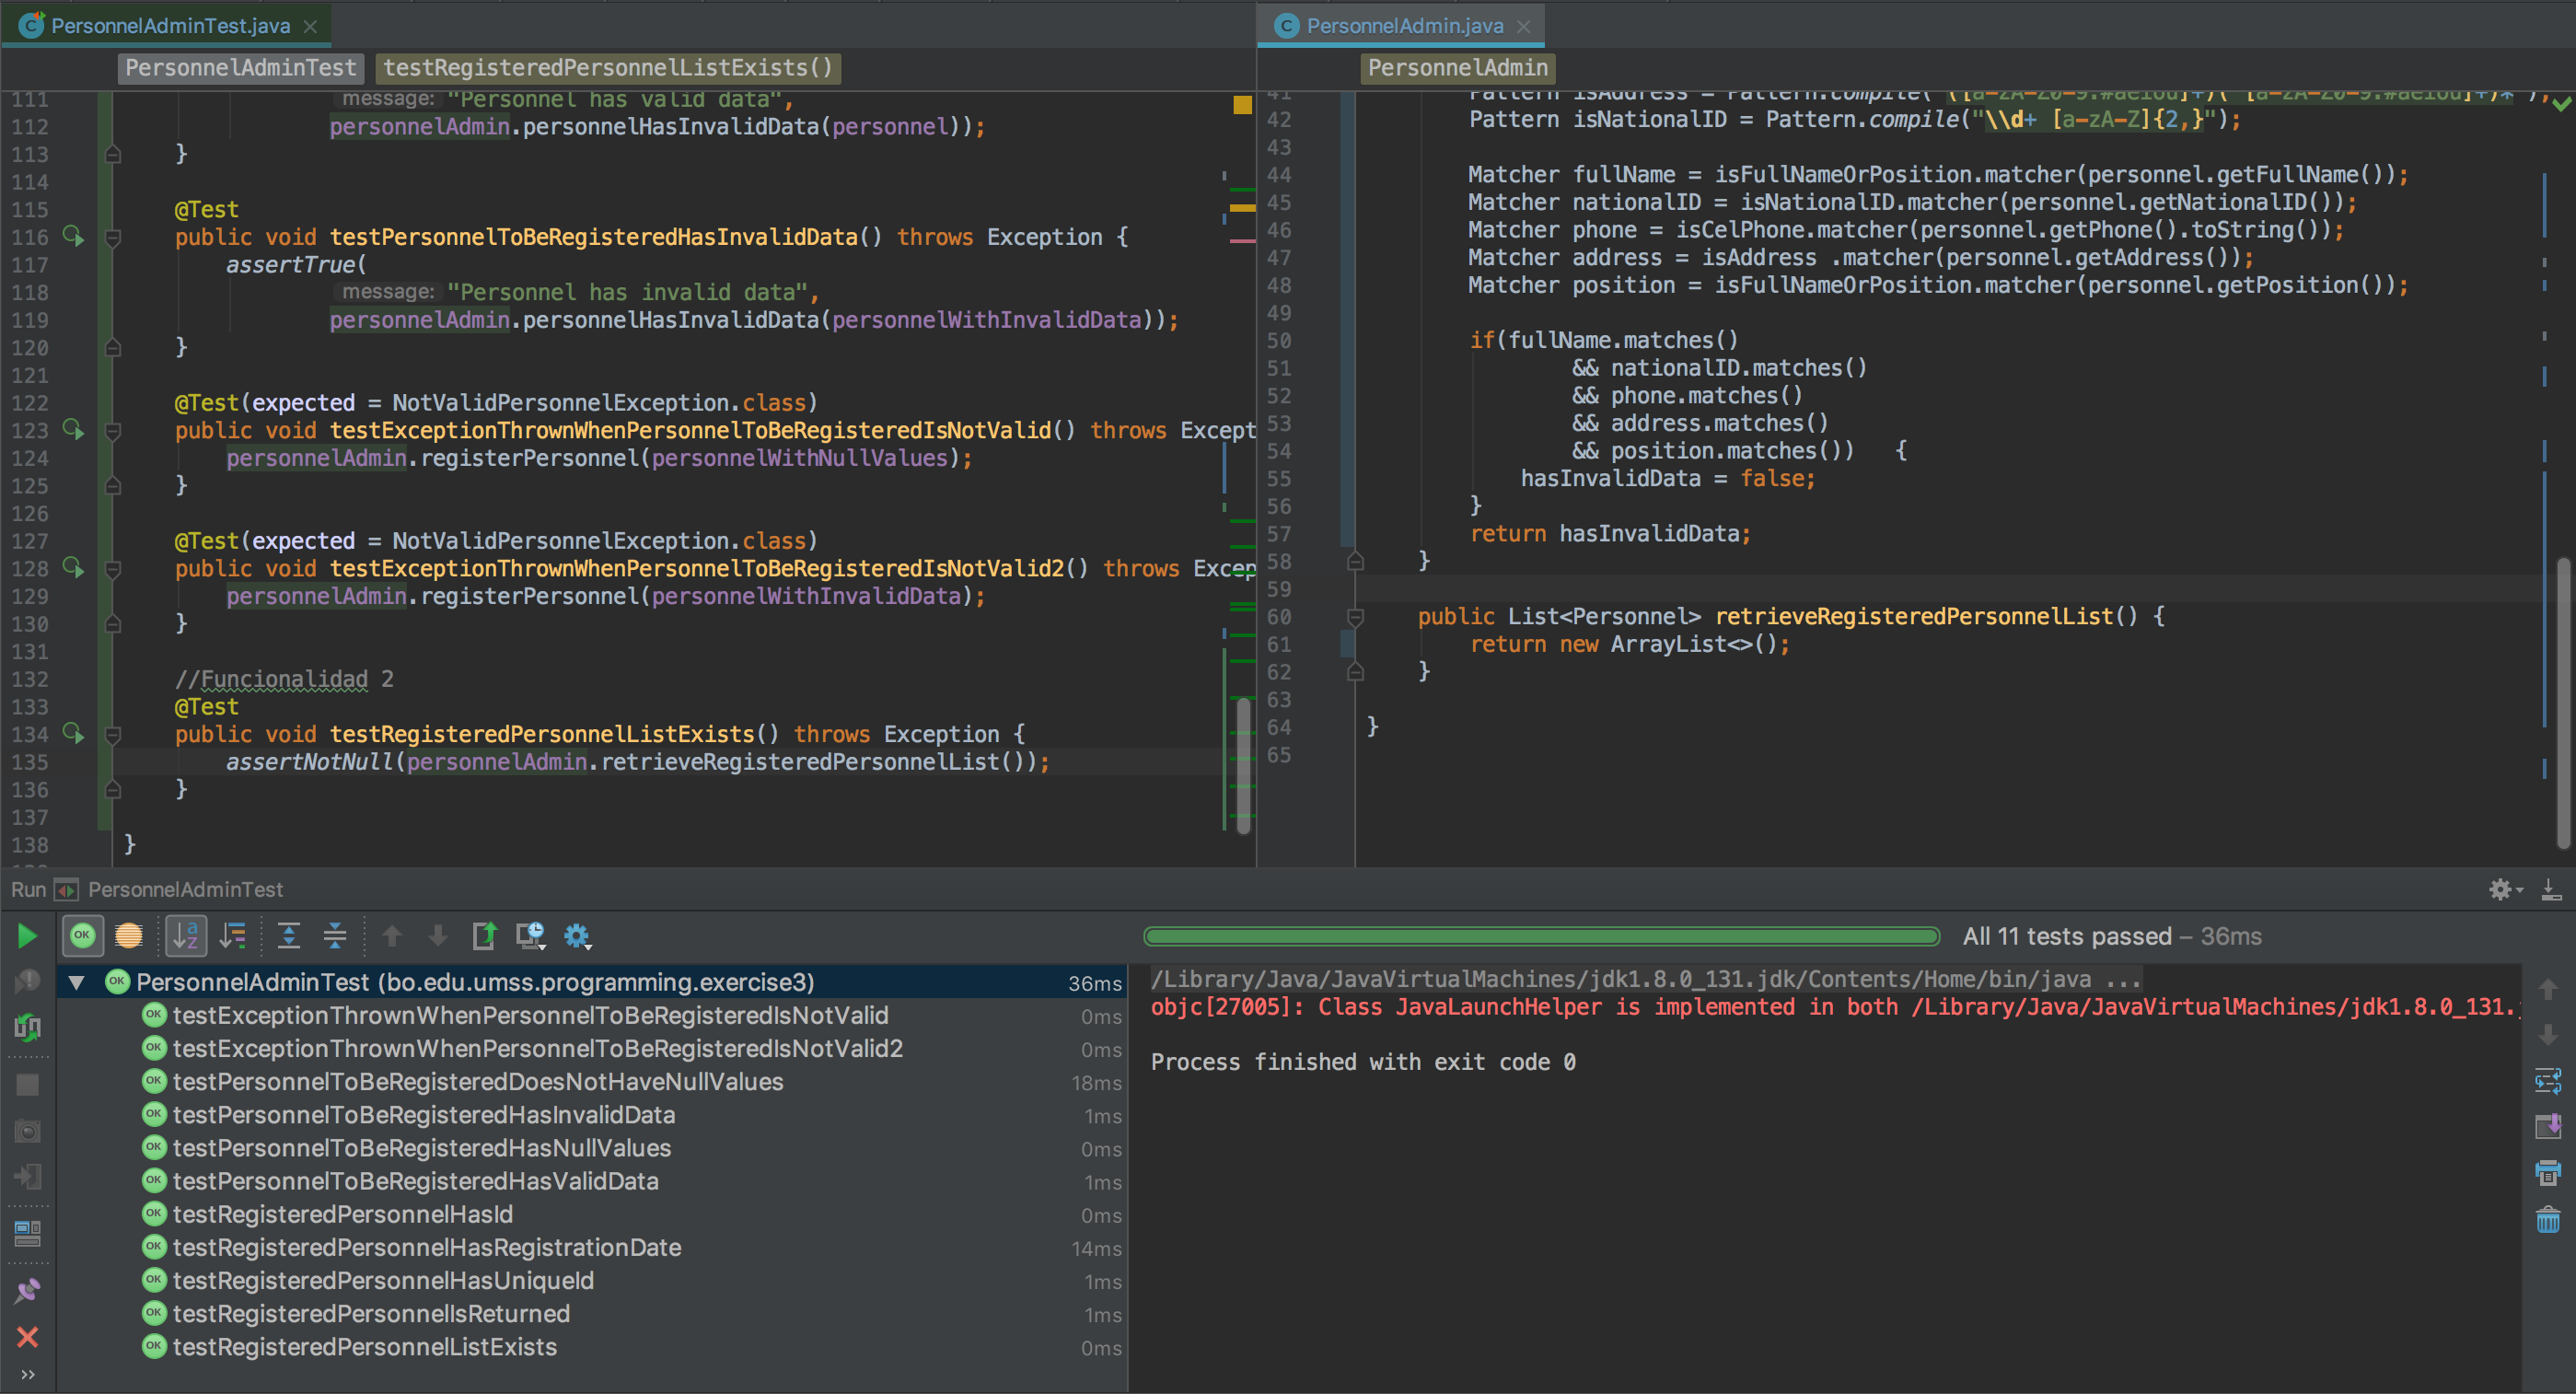 PersonnelAdminTest.java
PersonnelAdminTest testRegisteredPersonnelListExists()
111 message: "Personnel has valid data",
112 personnelAdmin.personnelHasInvalidData(personnel));
113 }
114
115 @Test
116 public void testPersonnelToBeRegisteredHasInvalidData() throws Exception {
117 assertTrue(
118 message: "Personnel has invalid data",
119 personnelAdmin.personnelHasInvalidData(personnelWithInvalidData));
120 }
121
122 @Test(expected = NotValidPersonnelException.class)
123 public void testExceptionThrownWhenPersonnelToBeRegisteredIsNotValid() throws Except
124 personnelAdmin.registerPersonnel(personnelWithNullValues);
125 }
126
127 @Test(expected = NotValidPersonnelException.class)
128 public void testExceptionThrownWhenPersonnelToBeRegisteredIsNotValid2() throws Excep
129 personnelAdmin.registerPersonnel(personnelWithInvalidData);
130 }
131
132 //Funcionalidad 2
133 @Test
134 public void testRegisteredPersonnelListExists() throws Exception {
135 assertNotNull(personnelAdmin.retrieveRegisteredPersonnelList());
136 }
137
138 }
PersonnelAdmin.java
PersonnelAdmin
41 Pattern isAddress = Pattern.compile(
42 Pattern isNationalID = Pattern.compile("\\d+ [a-zA-Z]{2,}");
43
44 Matcher fullName = isFullNameOrPosition.matcher(personnel.getFullName());
45 Matcher nationalID = isNationalID.matcher(personnel.getNationalID());
46 Matcher phone = isCelPhone.matcher(personnel.getPhone().toString());
47 Matcher address = isAddress .matcher(personnel.getAddress());
48 Matcher position = isFullNameOrPosition.matcher(personnel.getPosition());
49
50 if(fullName.matches()
51 && nationalID.matches()
52 && phone.matches()
53 && address.matches()
54 && position.matches()) {
55 hasInvalidData = false;
56 }
57 return hasInvalidData;
58 }
59
60 public List<Personnel> retrieveRegisteredPersonnelList() {
61 return new ArrayList<>();
62 }
63
64 }
65
Run PersonnelAdminTest
All 11 tests passed – 36ms
PersonnelAdminTest (bo.edu.umss.programming.exercise3) 36ms
OK testExceptionThrownWhenPersonnelToBeRegisteredIsNotValid 0ms
OK testExceptionThrownWhenPersonnelToBeRegisteredIsNotValid2 0ms
OK testPersonnelToBeRegisteredDoesNotHaveNullValues 18ms
OK testPersonnelToBeRegisteredHasInvalidData 1ms
OK testPersonnelToBeRegisteredHasNullValues 0ms
OK testPersonnelToBeRegisteredHasValidData 1ms
OK testRegisteredPersonnelHasId 0ms
OK testRegisteredPersonnelHasRegistrationDate 14ms
OK testRegisteredPersonnelHasUniqueId 1ms
OK testRegisteredPersonnelIsReturned 1ms
OK testRegisteredPersonnelListExists 0ms
/Library/Java/JavaVirtualMachines/jdk1.8.0_131.jdk/Contents/Home/bin/java ...
objc[27005]: Class JavaLaunchHelper is implemented in both /Library/Java/JavaVirtualMachines/jdk1.8.0_131.
Process finished with exit code 0